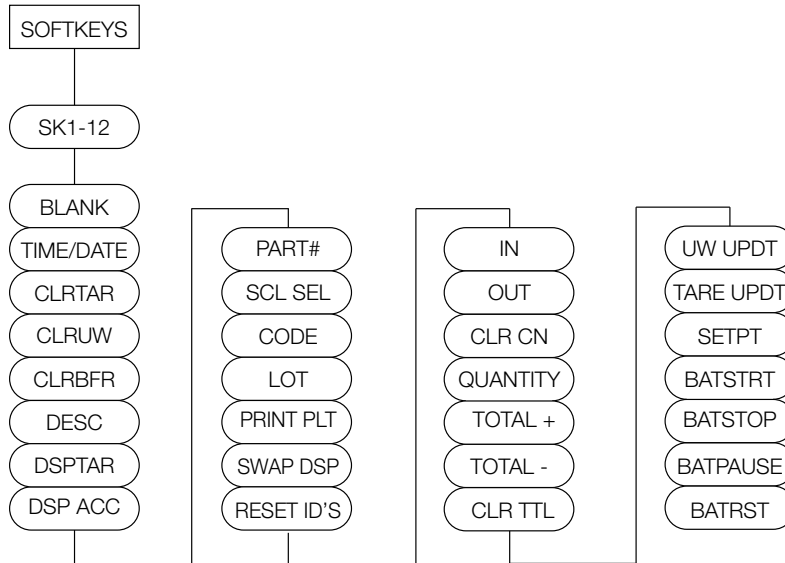 SOFTKEYS
SK1-12
BLANK
TIME/DATE
CLRTAR
CLRUW
CLRBFR
DESC
DSPTAR
DSP ACC
PART#
SCL SEL
CODE
LOT
PRINT PLT
SWAP DSP
RESET ID'S
IN
OUT
CLR CN
QUANTITY
TOTAL +
TOTAL -
CLR TTL
UW UPDT
TARE UPDT
SETPT
BATSTRT
BATSTOP
BATPAUSE
BATRST